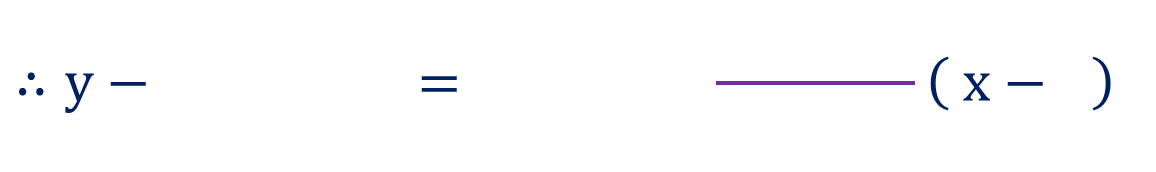 ∴ y − = ( x − )